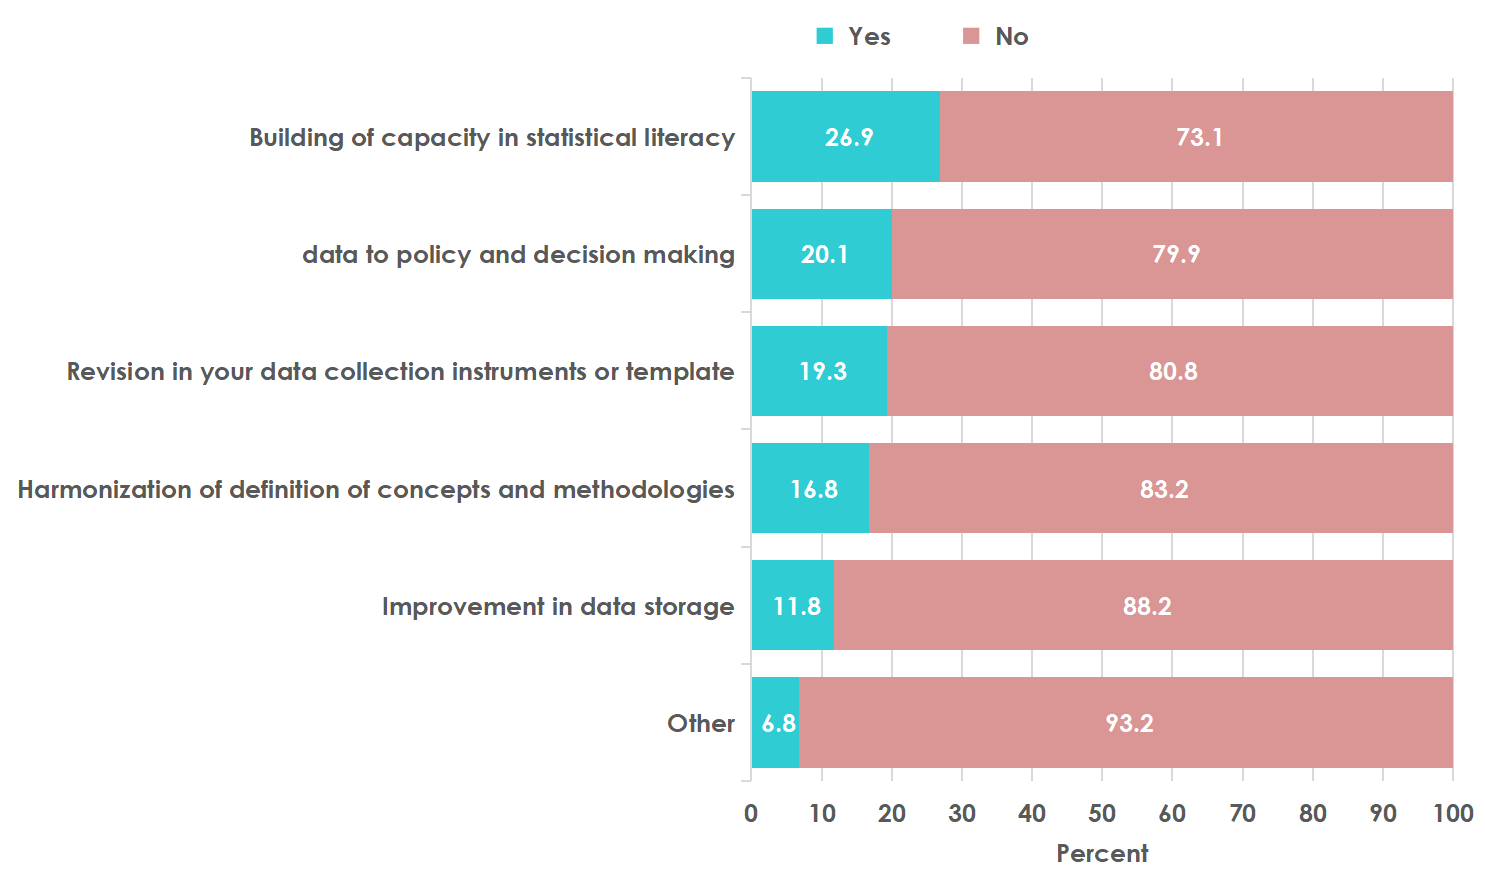 Yes No
Building of capacity in statistical literacy 26.9 73.1
data to policy and decision making 20.1 79.9
Revision in your data collection instruments or template 19.3 80.8
Harmonization of definition of concepts and methodologies 16.8 83.2
Improvement in data storage 11.8 88.2
Other 6.8 93.2
0 10 20 30 40 50 60 70 80 90 100
Percent